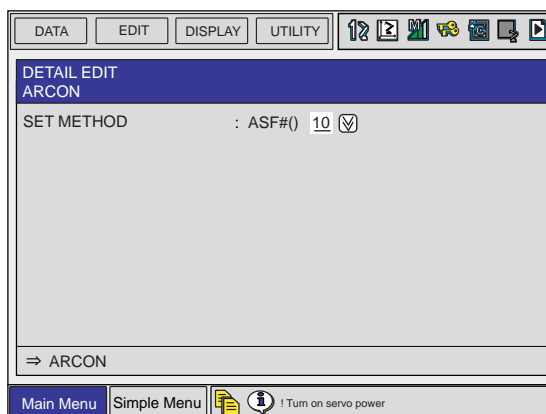 DATA EDIT DISPLAY UTILITY
DETAIL EDIT
ARCON
SET METHOD : ASF#() 10
⇒ ARCON
Main Menu Simple Menu ! Turn on servo power